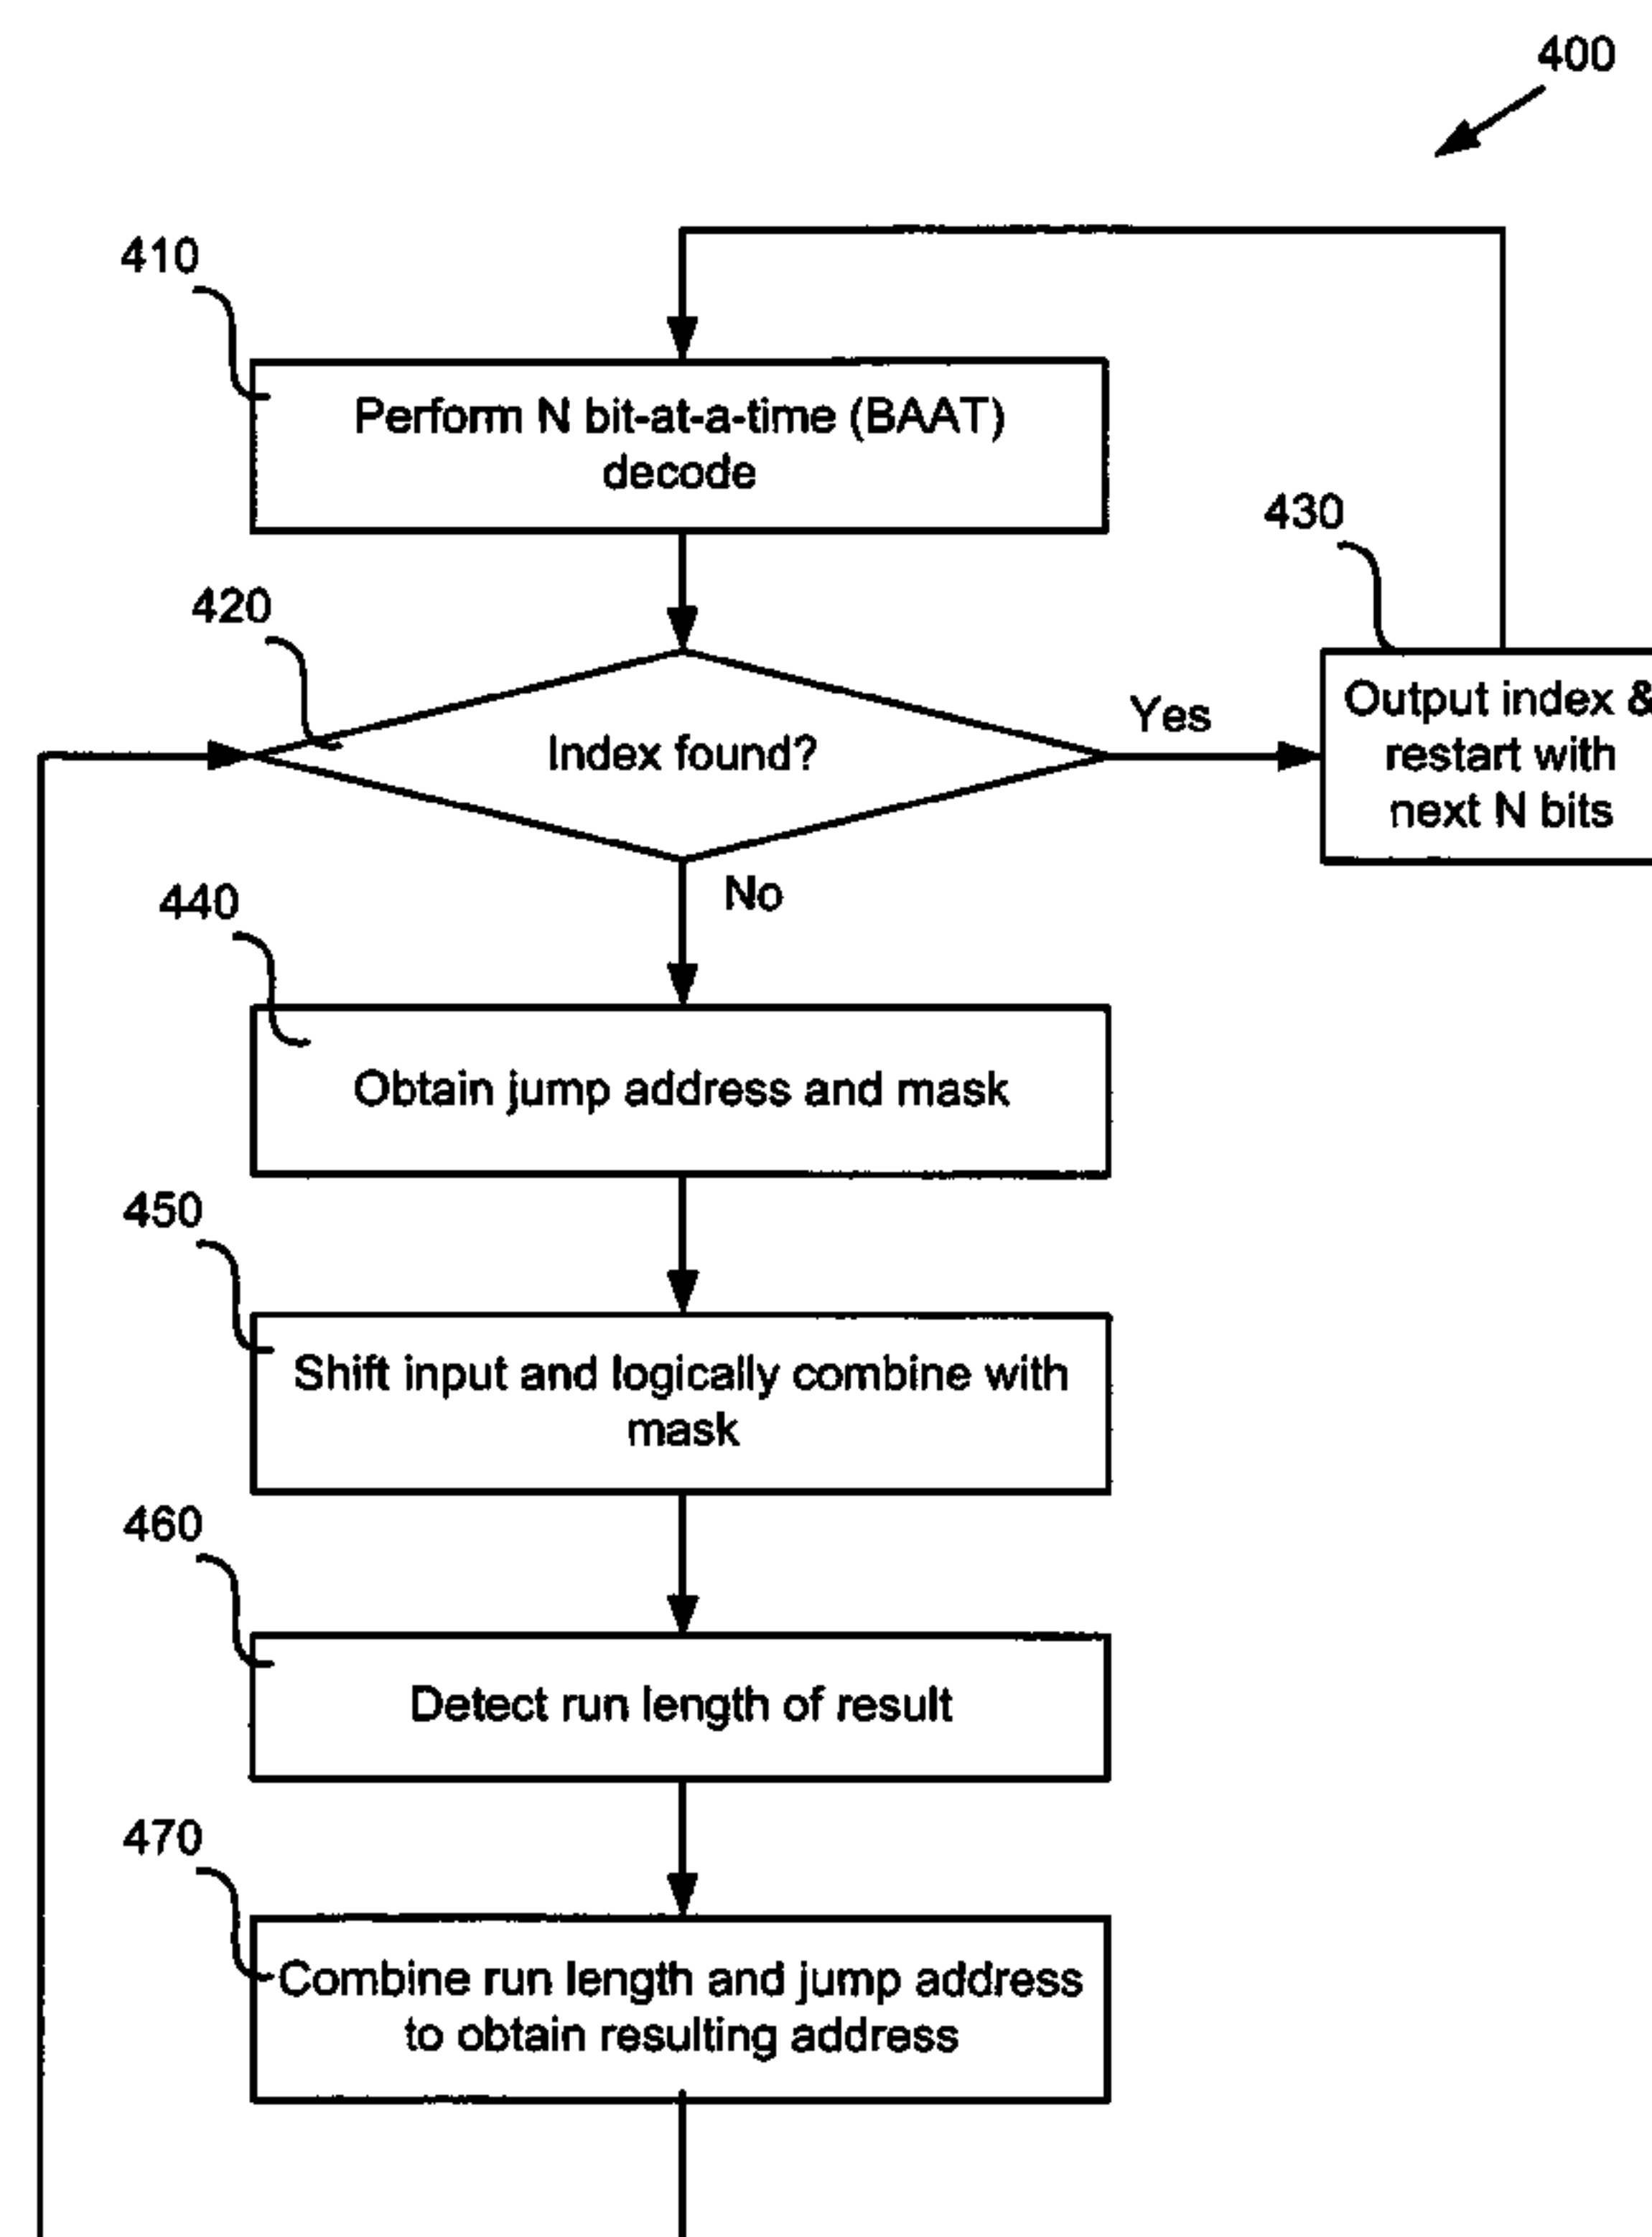 400
410
Perform N bit-at-a-time (BAAT)
decode
420
Index found?
Yes
430
Output index &
restart with
next N bits
No
440
Obtain jump address and mask
450
Shift input and logically combine with
mask
460
Detect run length of result
470
Combine run length and jump address
to obtain resulting address